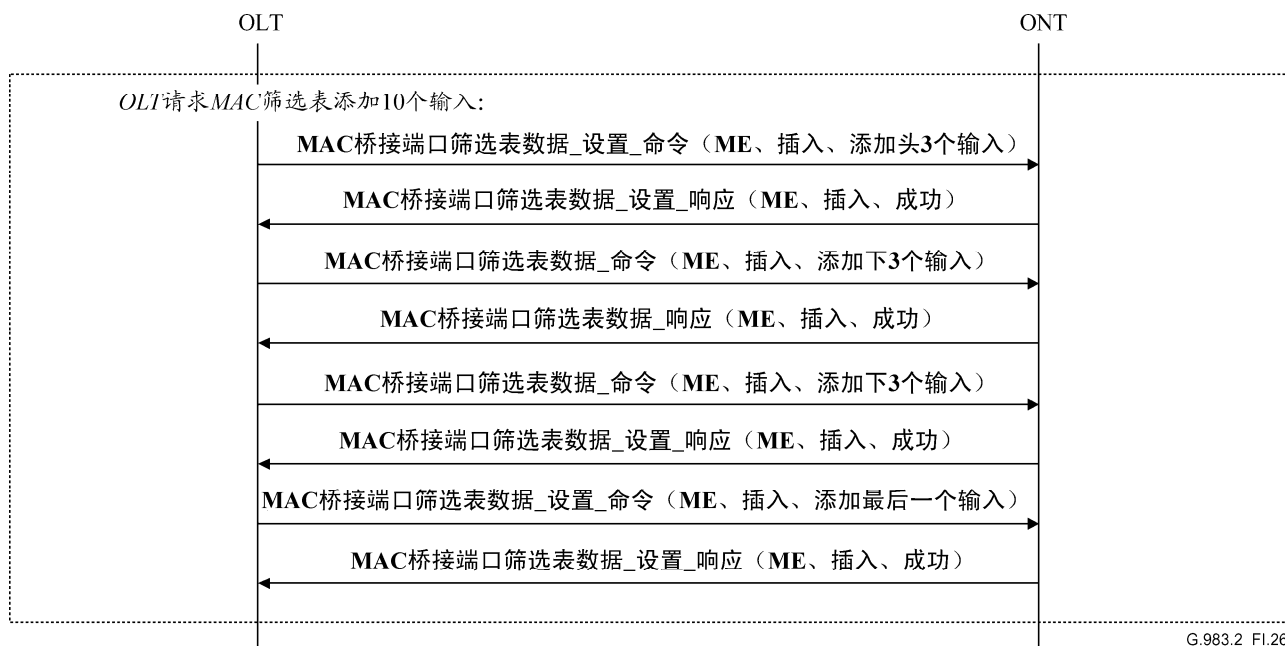 OLT
ONT
OLT请求MAC筛选表添加10个输入:
MAC桥接端口筛选表数据_设置_命令（ME、插入、添加头3个输入）
MAC桥接端口筛选表数据_设置_响应（ME、插入、成功）
MAC桥接端口筛选表数据_命令（ME、插入、添加下3个输入）
MAC桥接端口筛选表数据_响应（ME、插入、成功）
MAC桥接端口筛选表数据_命令（ME、插入、添加下3个输入）
MAC桥接端口筛选表数据_设置_响应（ME、插入、成功）
MAC桥接端口筛选表数据_设置_命令（ME、插入、添加最后一个输入）
MAC桥接端口筛选表数据_设置_响应（ME、插入、成功）
G.983.2_FI.26